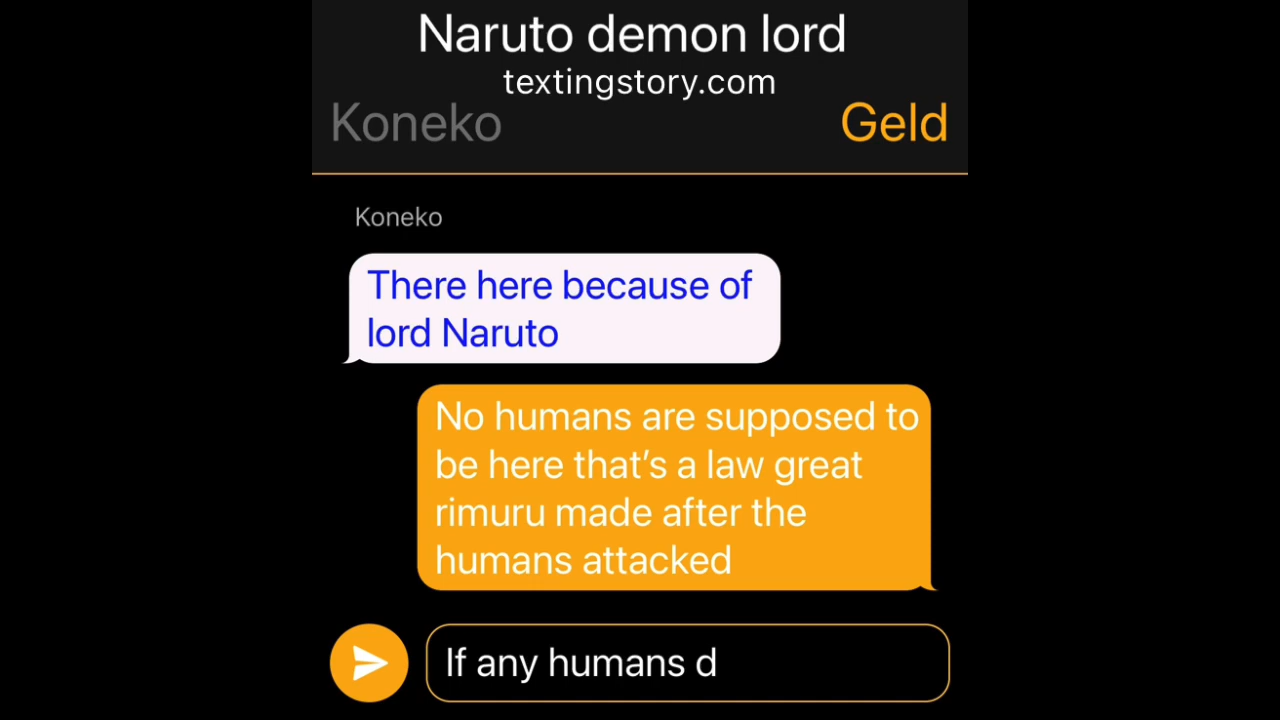 Naruto demon lord
textingstory.com
Koneko
Geld
Koneko
There here because of
lord Naruto
No humans are supposed to
be here that’s a law great
rimuru made after the
humans attacked
If any humans d